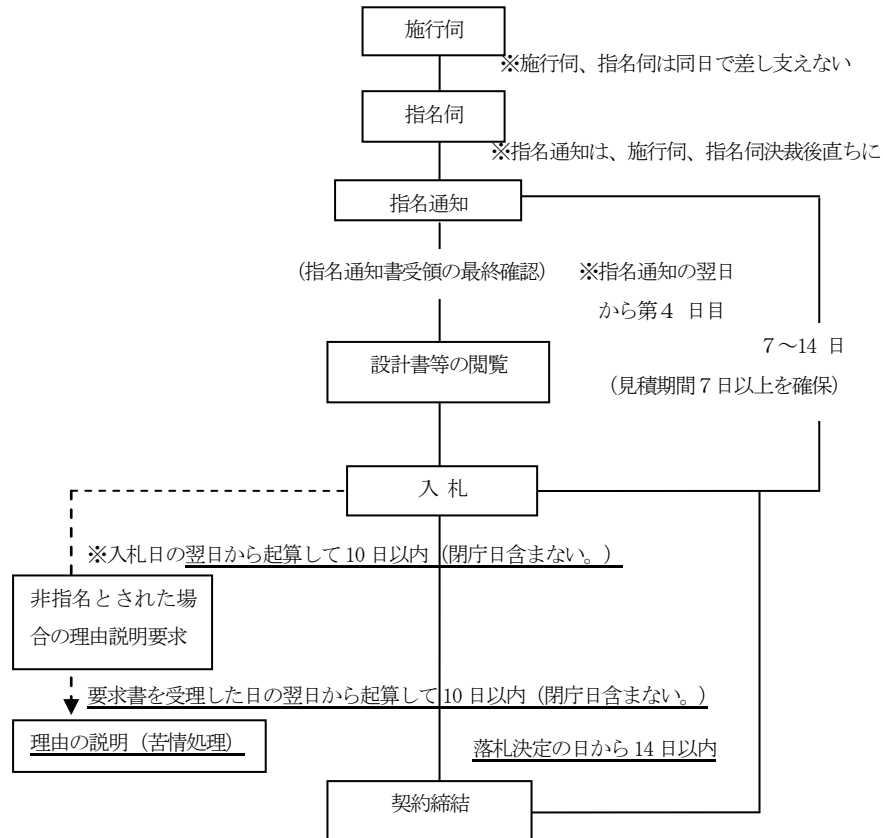 施行伺
※施行伺、指名伺は同日で差し支えない
指名伺
※指名通知は、施行伺、指名伺決裁後直ちに
指名通知
(指名通知書受領の最終確認)
※指名通知の翌日
から第4 日目
7～14 日
(見積期間7日以上を確保)
設計書等の閲覧
入 札
※入札日の翌日から起算して10日以内（閉庁日含まない。）
非指名とされた場
合の理由説明要求
要求書を受理した日の翌日から起算して10日以内（閉庁日含まない。）
理由の説明（苦情処理）
落札決定の日から14日以内
契約締結